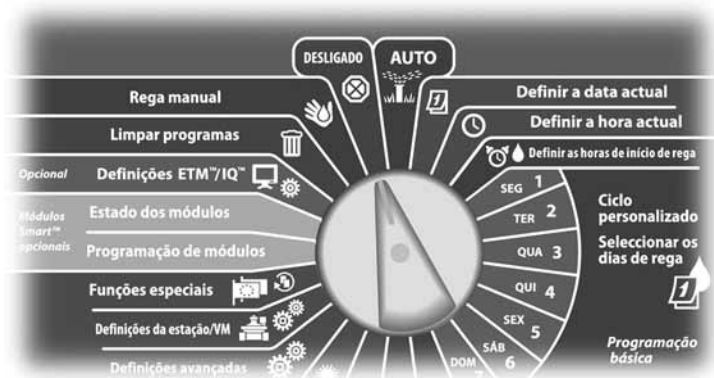 DESLIGADO
AUTO
Rega manual
Limpar programas
Opcional
Definições ETM™/IQ™
Módulos
Smart™
opcionais
Estado dos módulos
Programação de módulos
Funções especiais
Definições da estação/VM
Definições avançadas
1
Definir a data actual
Definir a hora actual
Definir as horas de início de rega
SEG 1
TER 2
QUA 3
QUI 4
SEX 5
SÁB 6
DOM 7
Ciclo
personalizado
Seleccionar os
dias de rega
1
Programação
básica